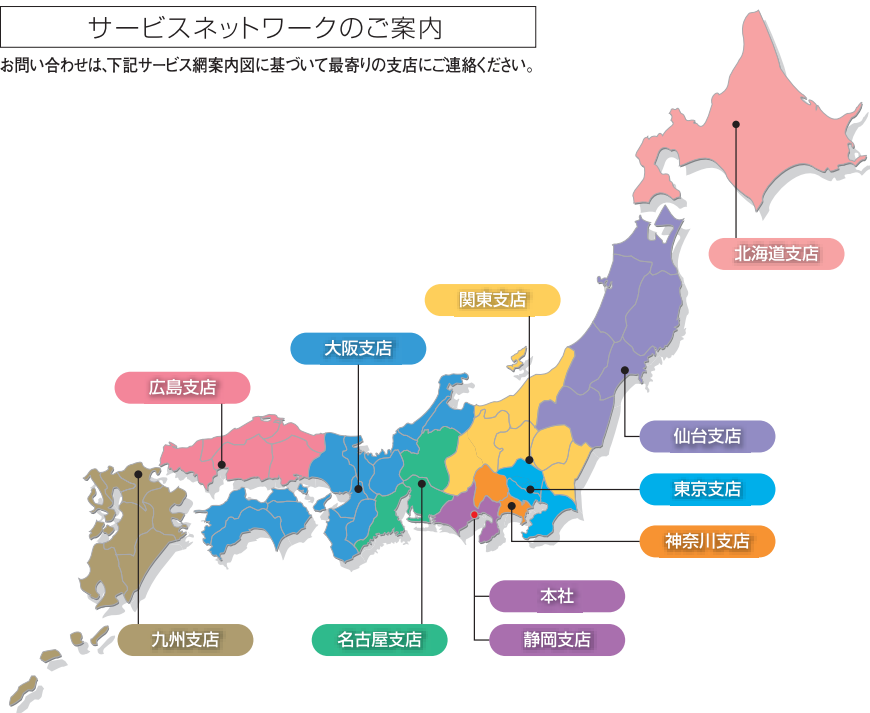 サービスネットワークのご案内
お問い合わせは、下記サービス網案内図に基づいて最寄りの支店にご連絡ください。
北海道支店
関東支店
大阪支店
広島支店
仙台支店
東京支店
神奈川支店
本社
九州支店
名古屋支店
静岡支店